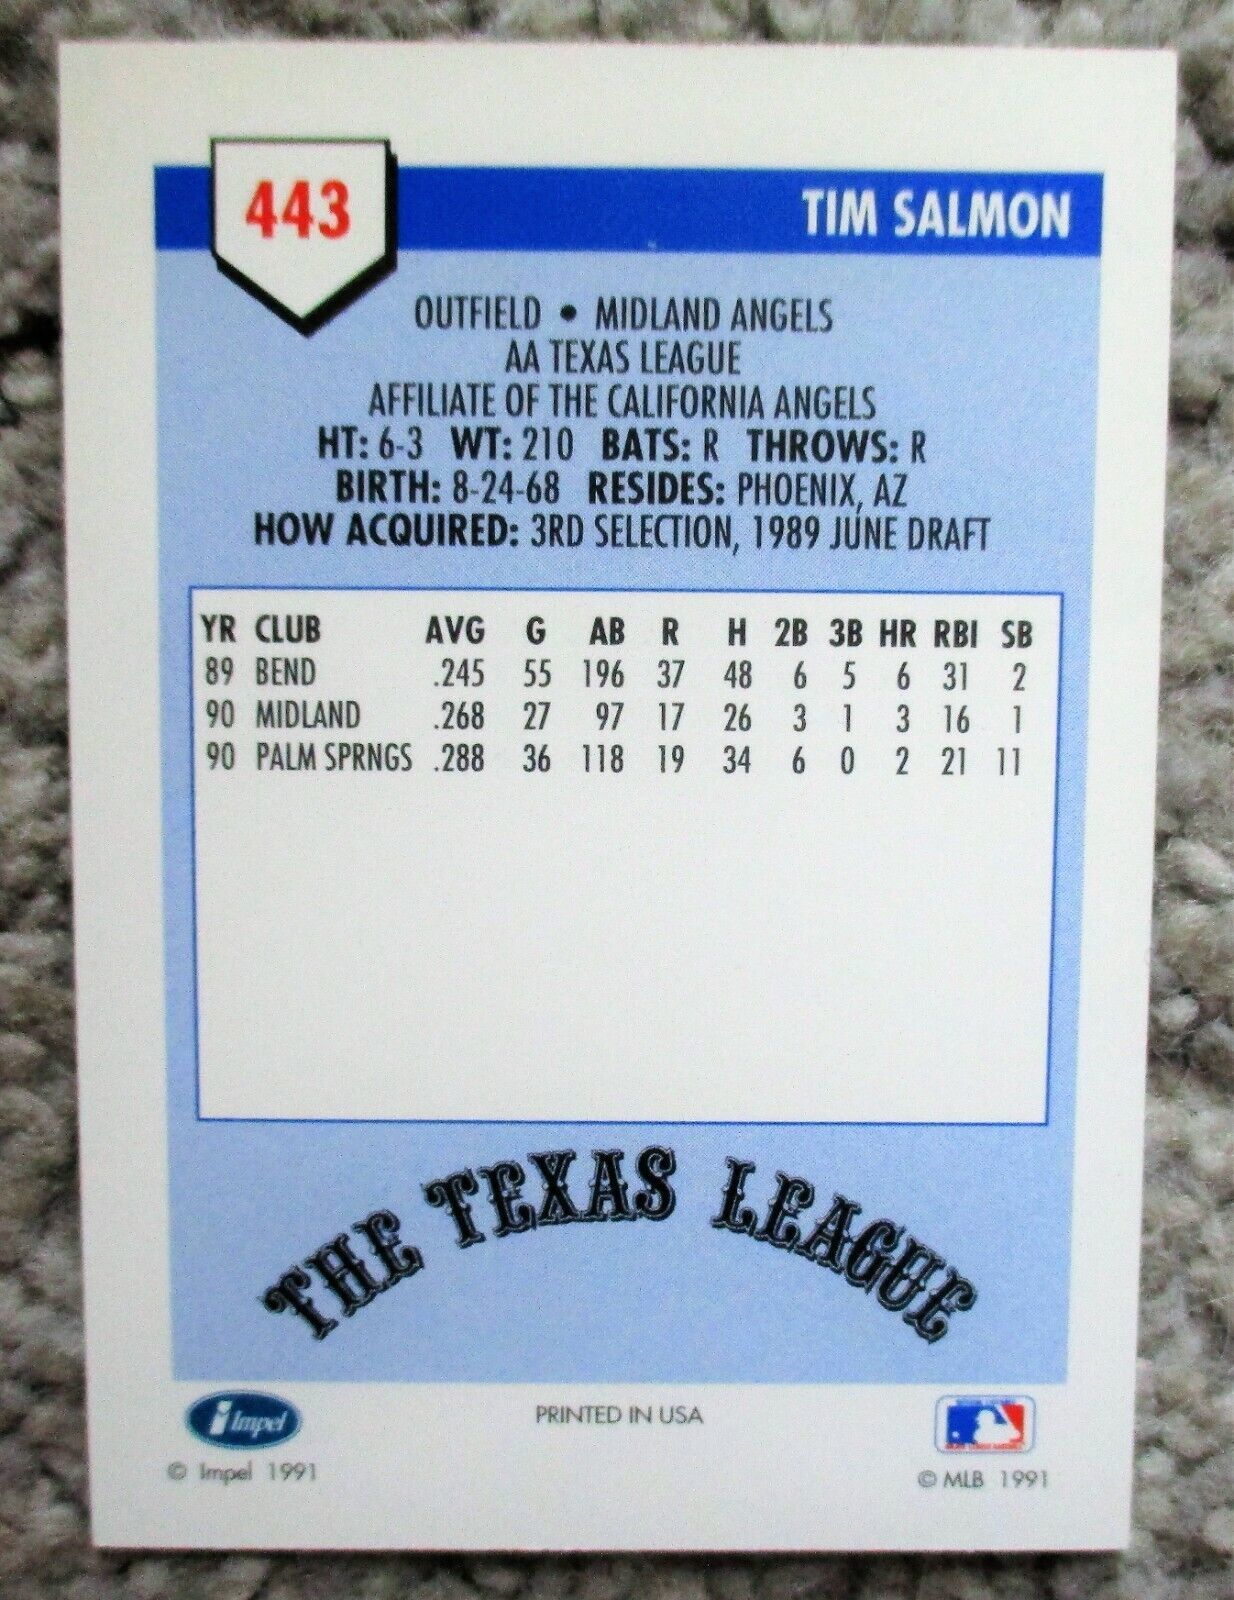 443
TIM SALMON
OUTFIELD • MIDLAND ANGELS
AA TEXAS LEAGUE
AFFILIATE OF THE CALIFORNIA ANGELS
HT: 6-3 WT: 210 BATS: R THROWS: R
BIRTH: 8-24-68 RESIDES: PHOENIX, AZ
HOW ACQUIRED: 3RD SELECTION, 1989 JUNE DRAFT
YR CLUB AVG G AB R H 2B 3B HR RBI SB
89 BEND .245 55 196 37 48 6 5 6 31 2
90 MIDLAND .268 27 97 17 26 3 1 3 16 1
90 PALM SPRNGS .288 36 118 19 34 6 0 2 21 11
THE TEXAS LEAGUE
Impel
PRINTED IN USA
© Impel 1991
© MLB 1991